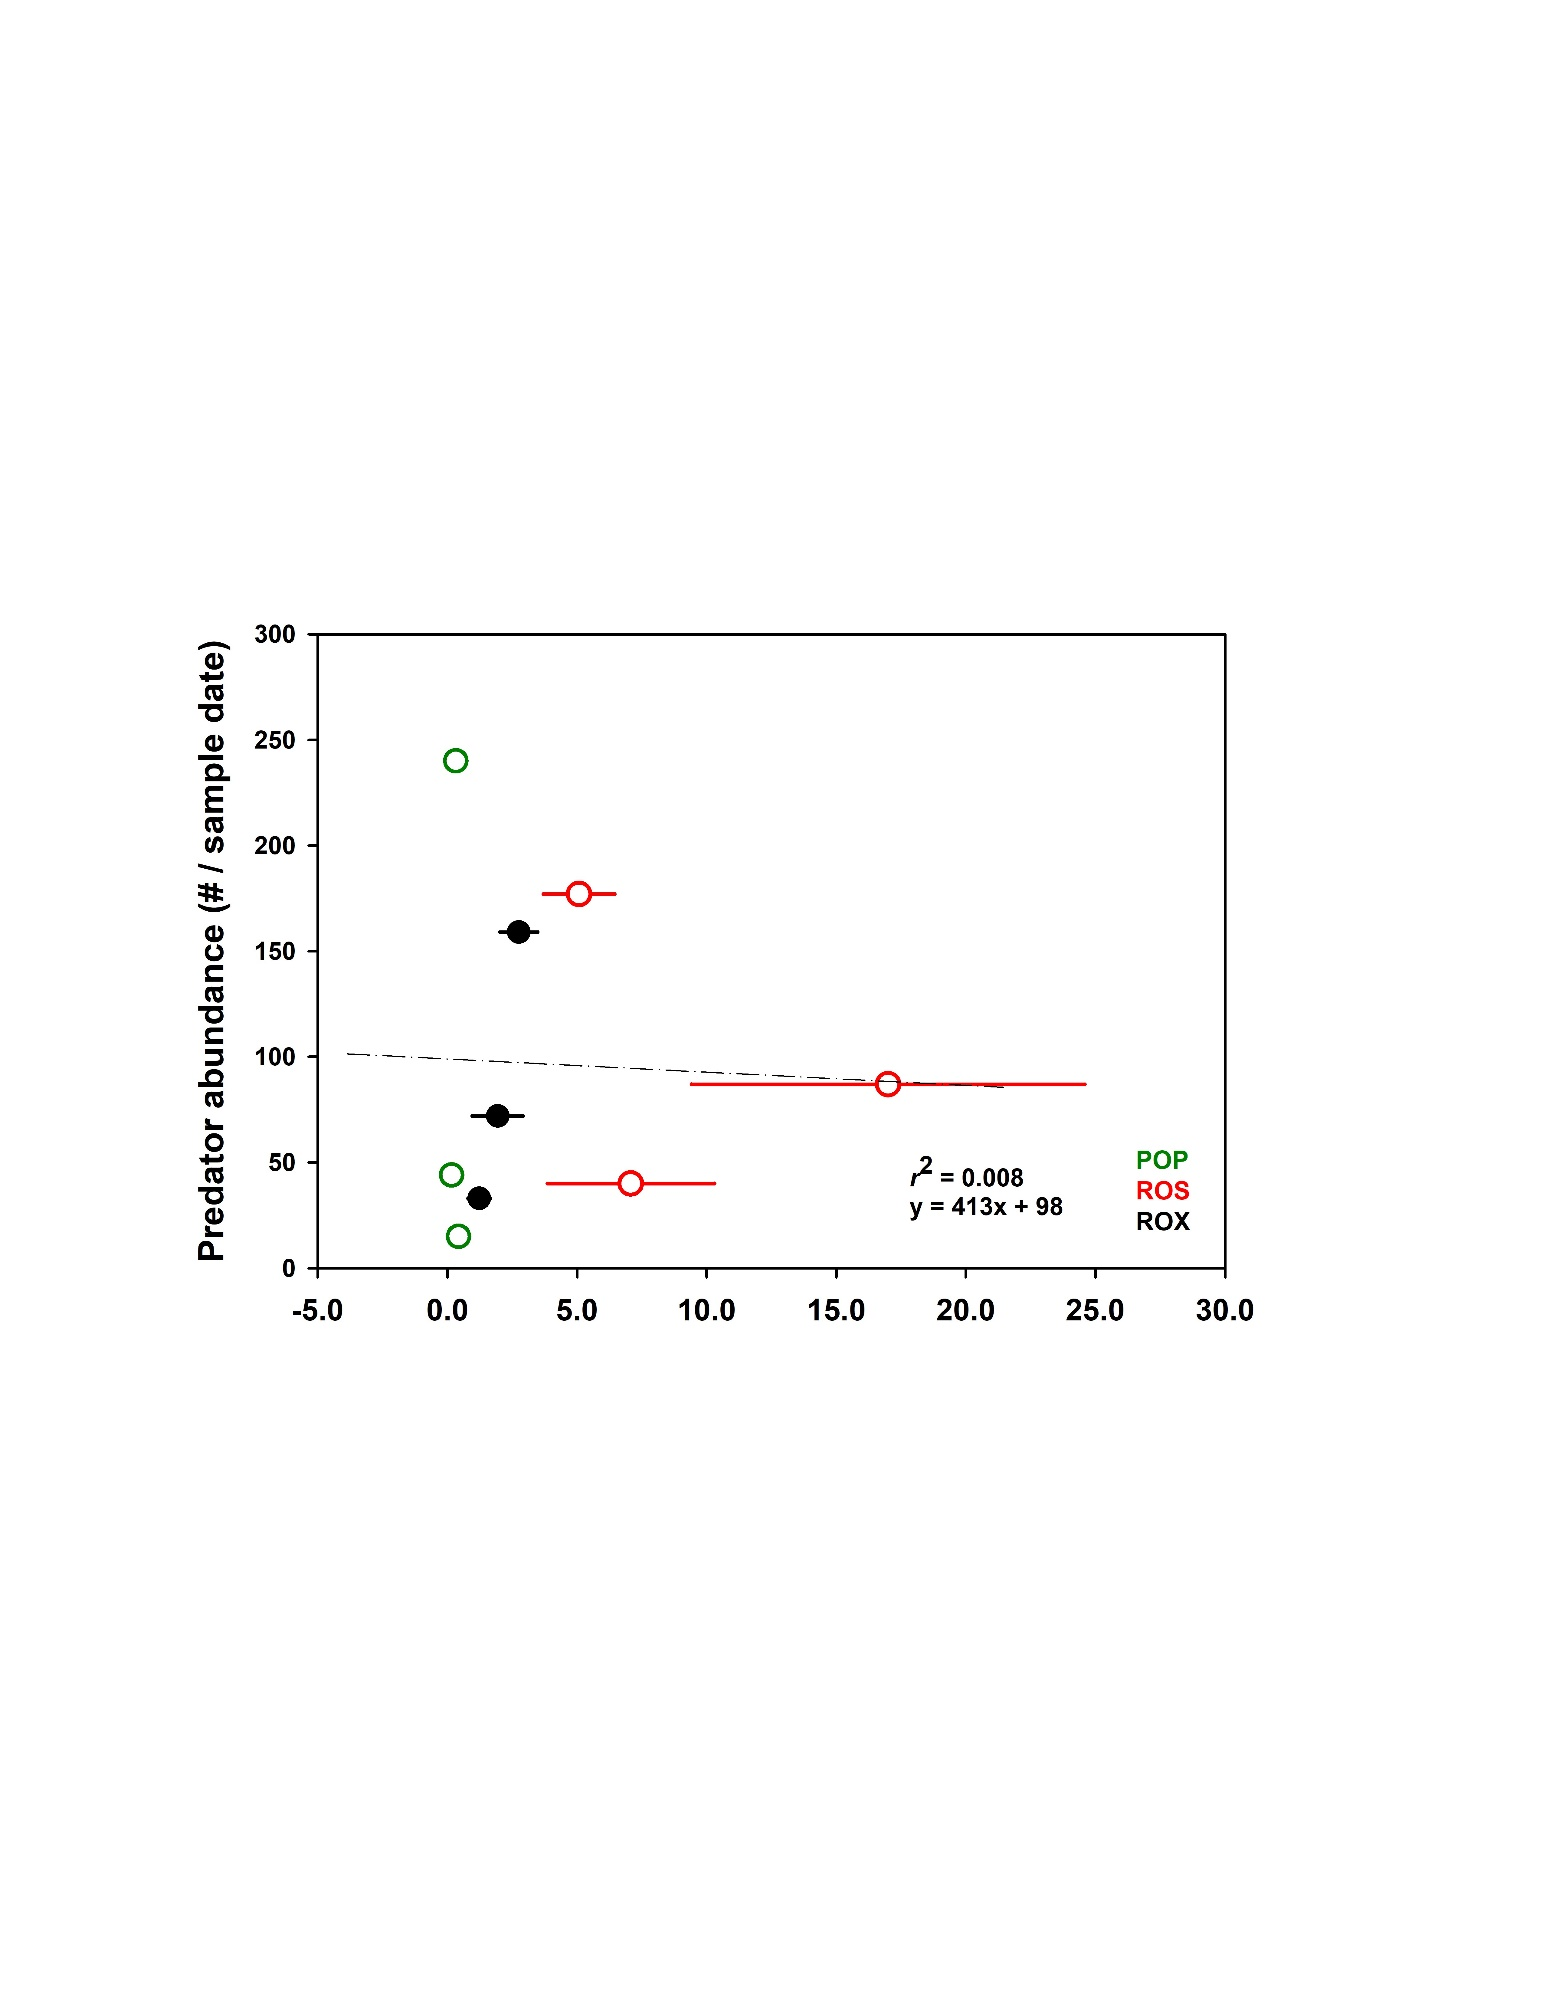 Predator abundance (# / sample date)
300
250
200
150
100
50
0
-5.0 0.0 5.0 10.0 15.0 20.0 25.0 30.0
r2 = 0.008
y = 413x + 98
POP
ROS
ROX